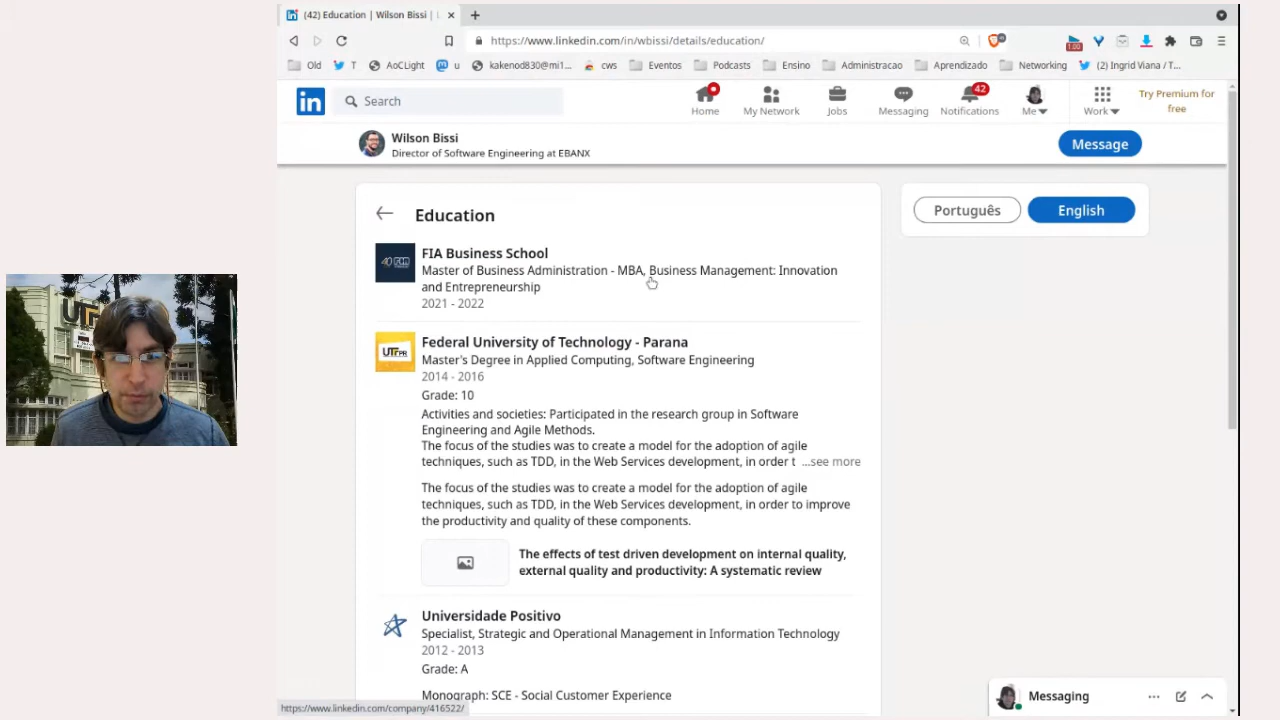 (42) Education | Wilson Bissi |
https://www.linkedin.com/in/wbissi/details/education/
1.00
Old
T
AoCLight
u
kakenod830@mi1...
cws
Eventos
Podcasts
Ensino
Administracao
Aprendizado
Networking
(2) Ingrid Viana / T...
in
Search
Home
My Network
Jobs
Messaging
42
Notifications
Me
Work
Try Premium for
free
Wilson Bissi
Director of Software Engineering at EBANX
Message
Education
Português
English
FIA Business School
Master of Business Administration - MBA, Business Management: Innovation
and Entrepreneurship
2021 - 2022
UTFPR
Federal University of Technology - Parana
Master's Degree in Applied Computing, Software Engineering
2014 - 2016
Grade: 10
Activities and societies: Participated in the research group in Software
Engineering and Agile Methods.
The focus of the studies was to create a model for the adoption of agile
techniques, such as TDD, in the Web Services development, in order t ...see more
The focus of the studies was to create a model for the adoption of agile
techniques, such as TDD, in the Web Services development, in order to improve
the productivity and quality of these components.
The effects of test driven development on internal quality,
external quality and productivity: A systematic review
Universidade Positivo
Specialist, Strategic and Operational Management in Information Technology
2012 - 2013
Grade: A
Monograph: SCE - Social Customer Experience
Messaging
https://www.linkedin.com/company/416522/